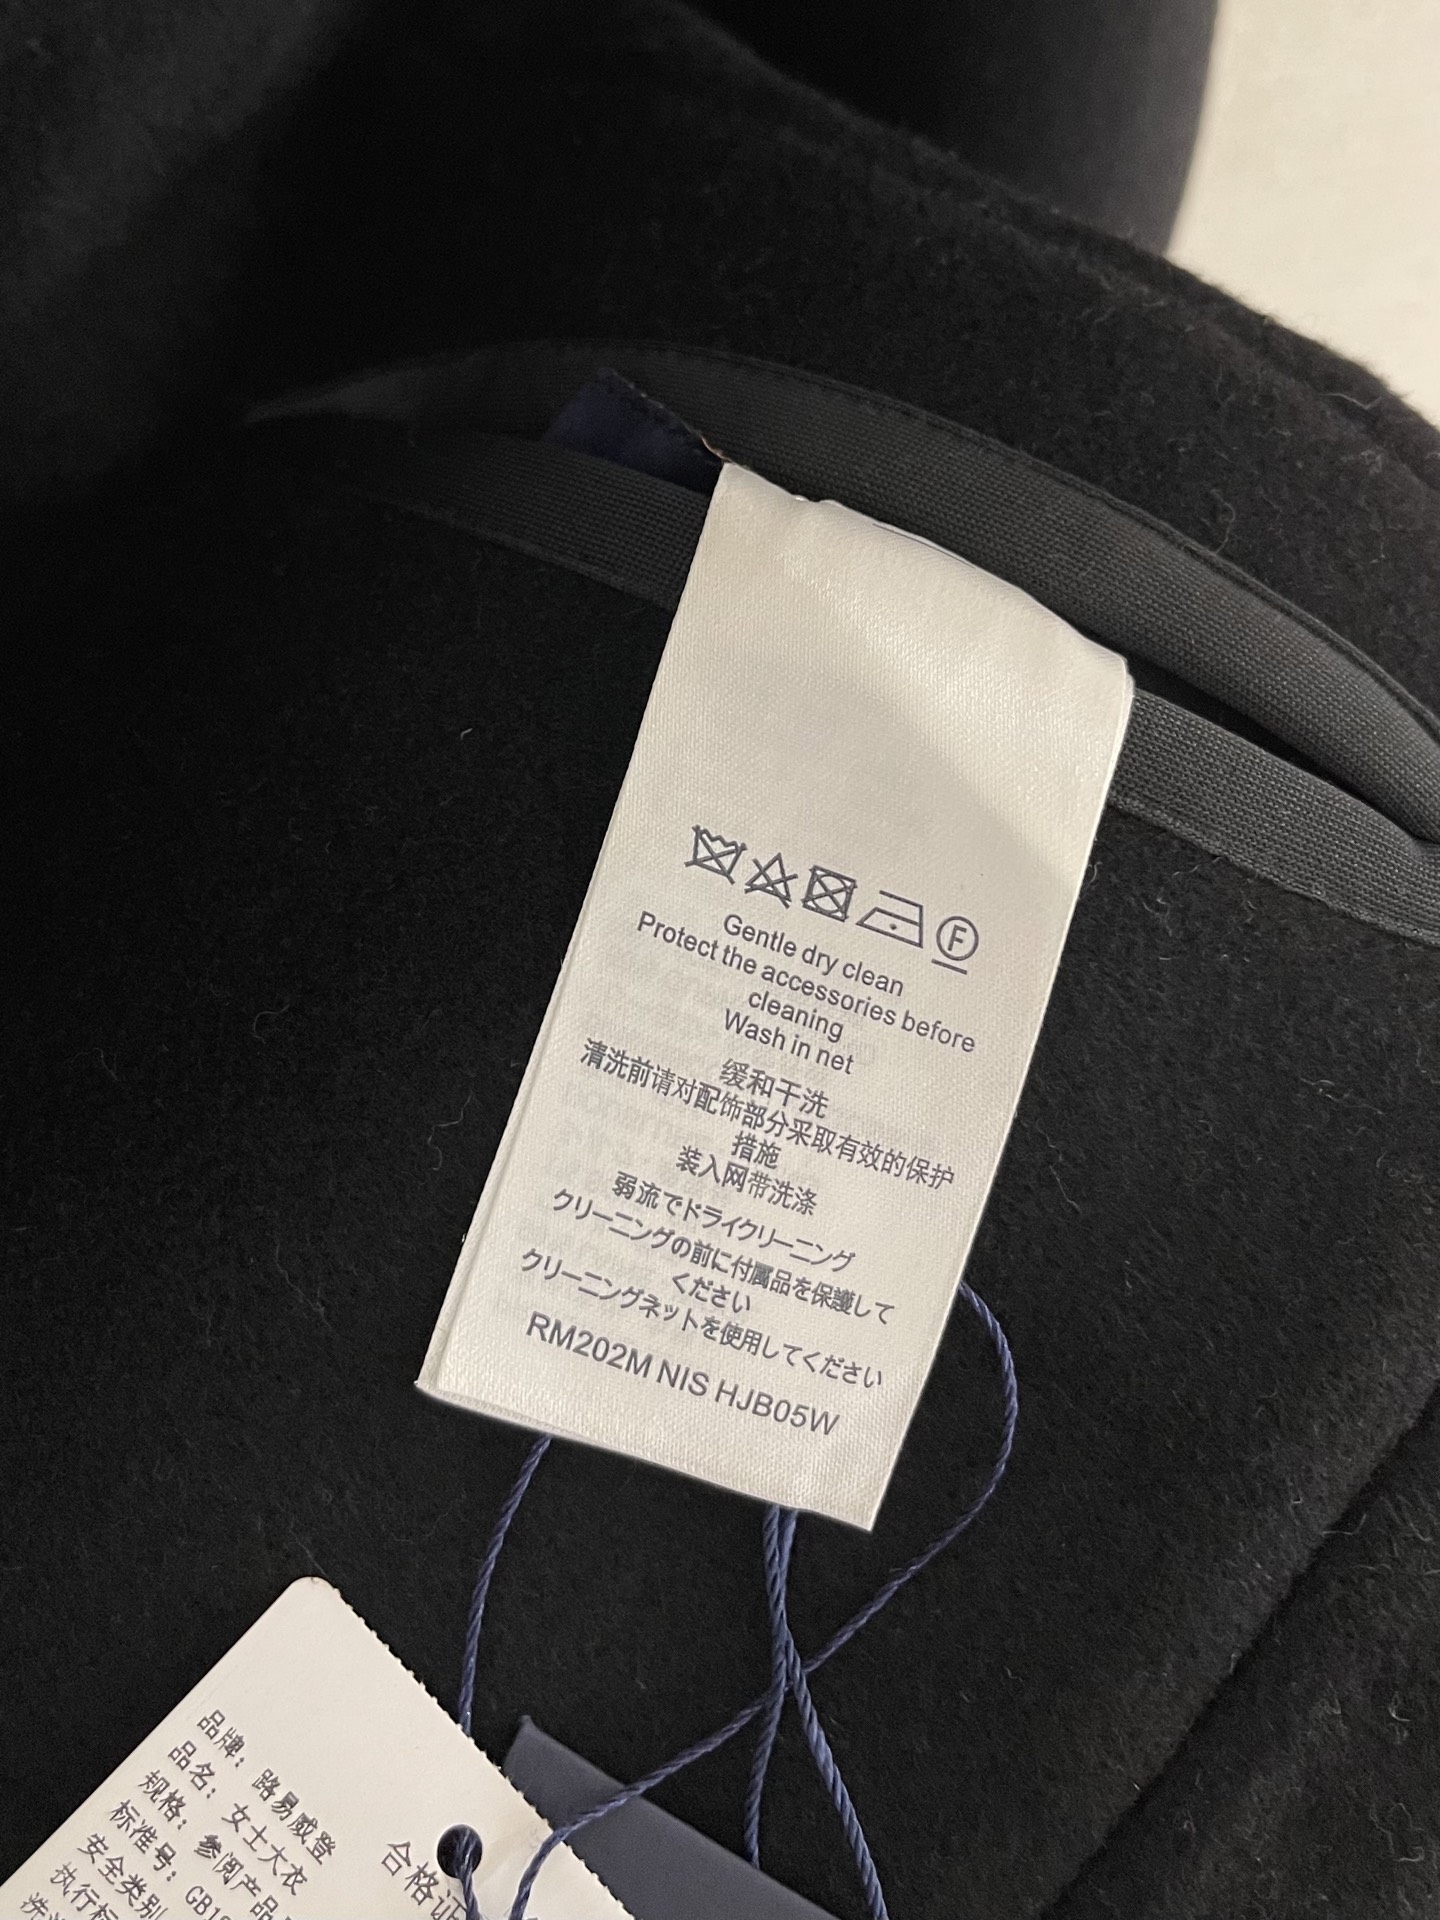 F
Gentle dry clean
Protect the accessories before
cleaning
Wash in net
缓和干洗
清洗前请对配饰部分采取有效的保护
措施
装入网带洗涤
弱流でドライクリーニング
クリーニングの前に付属品を保護して
ください
クリーニングネットを使用してください
RM202M NIS HJB05W
合格证
品牌：路易威登
品名：女士大衣
规格：参阅产品
标准号：GB18
安全类别
执行标
洗